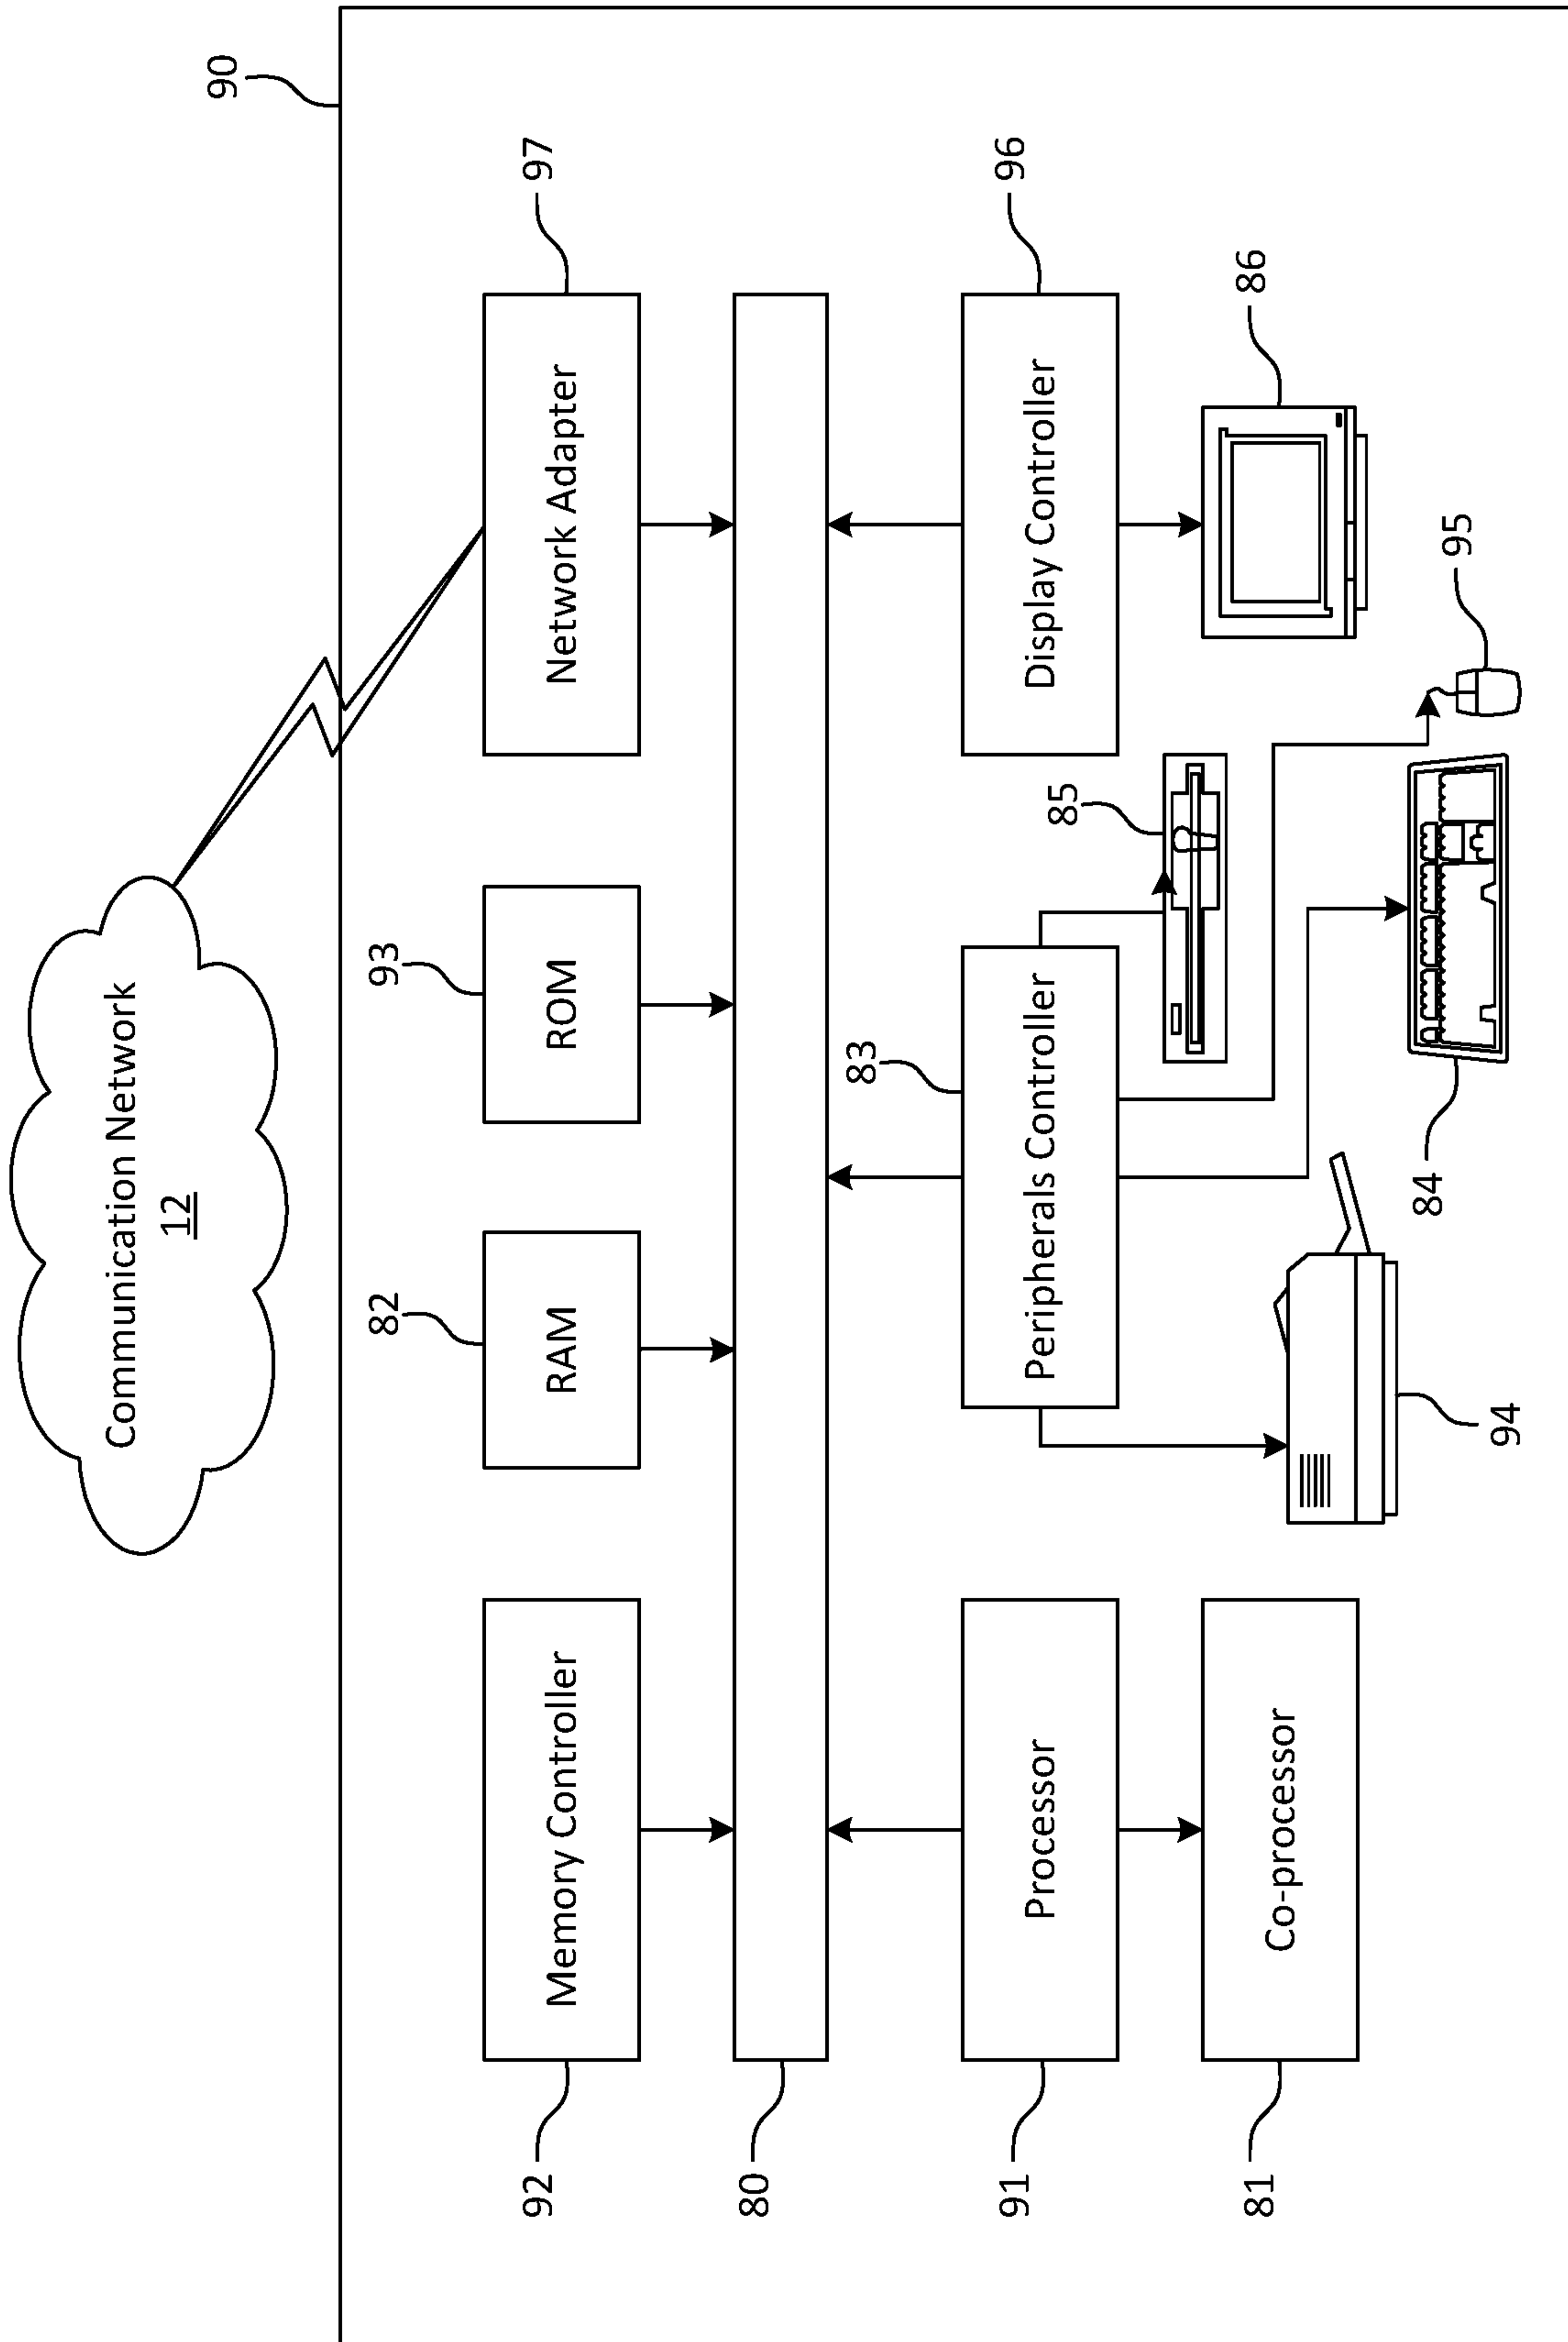 Communication Network
12
90
92
Memory Controller
82
RAM
93
ROM
Network Adapter
97
80
91
Processor
83
Peripherals Controller
85
Display Controller
96
81
Co-processor
94
84
95
86